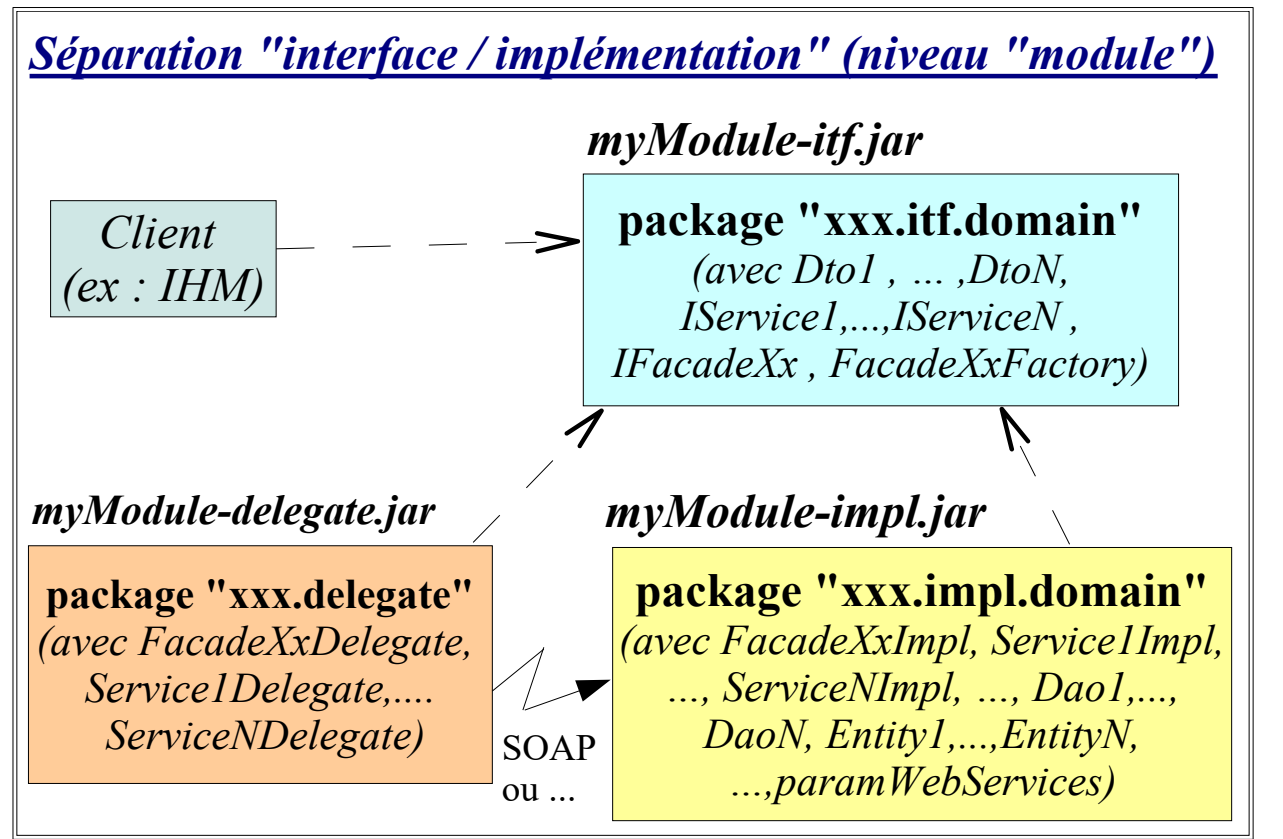 Séparation "interface / implémentation" (niveau "module")
myModule-itf.jar
Client
(ex : IHM)
package "xxx.itf.domain"
(avec Dto1 , ... ,DtoN,
IService1,...,IServiceN ,
IFacadeXx , FacadeXxFactory)
myModule-delegate.jar
package "xxx.delegate"
(avec FacadeXxDelegate,
Service1Delegate,....
ServiceNDelegate)
SOAP
ou ...
myModule-impl.jar
package "xxx.impl.domain"
(avec FacadeXxImpl, Service1Impl,
..., ServiceNImpl, ..., Dao1,...,
DaoN, Entity1,...,EntityN,
...,paramWebServices)